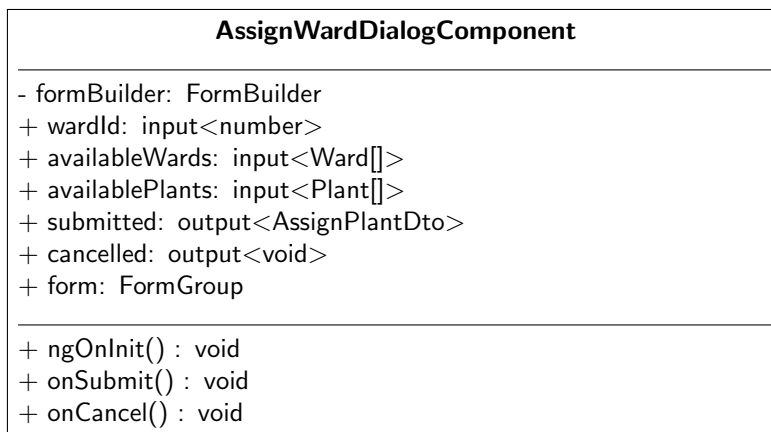 AssignWardDialogComponent
- formBuilder: FormBuilder
+ wardId: input<number>
+ availableWards: input<Ward[]>
+ availablePlants: input<Plant[]>
+ submitted: output<AssignPlantDto>
+ cancelled: output<void>
+ form: FormGroup
+ ngOnInit() : void
+ onSubmit() : void
+ onCancel() : void